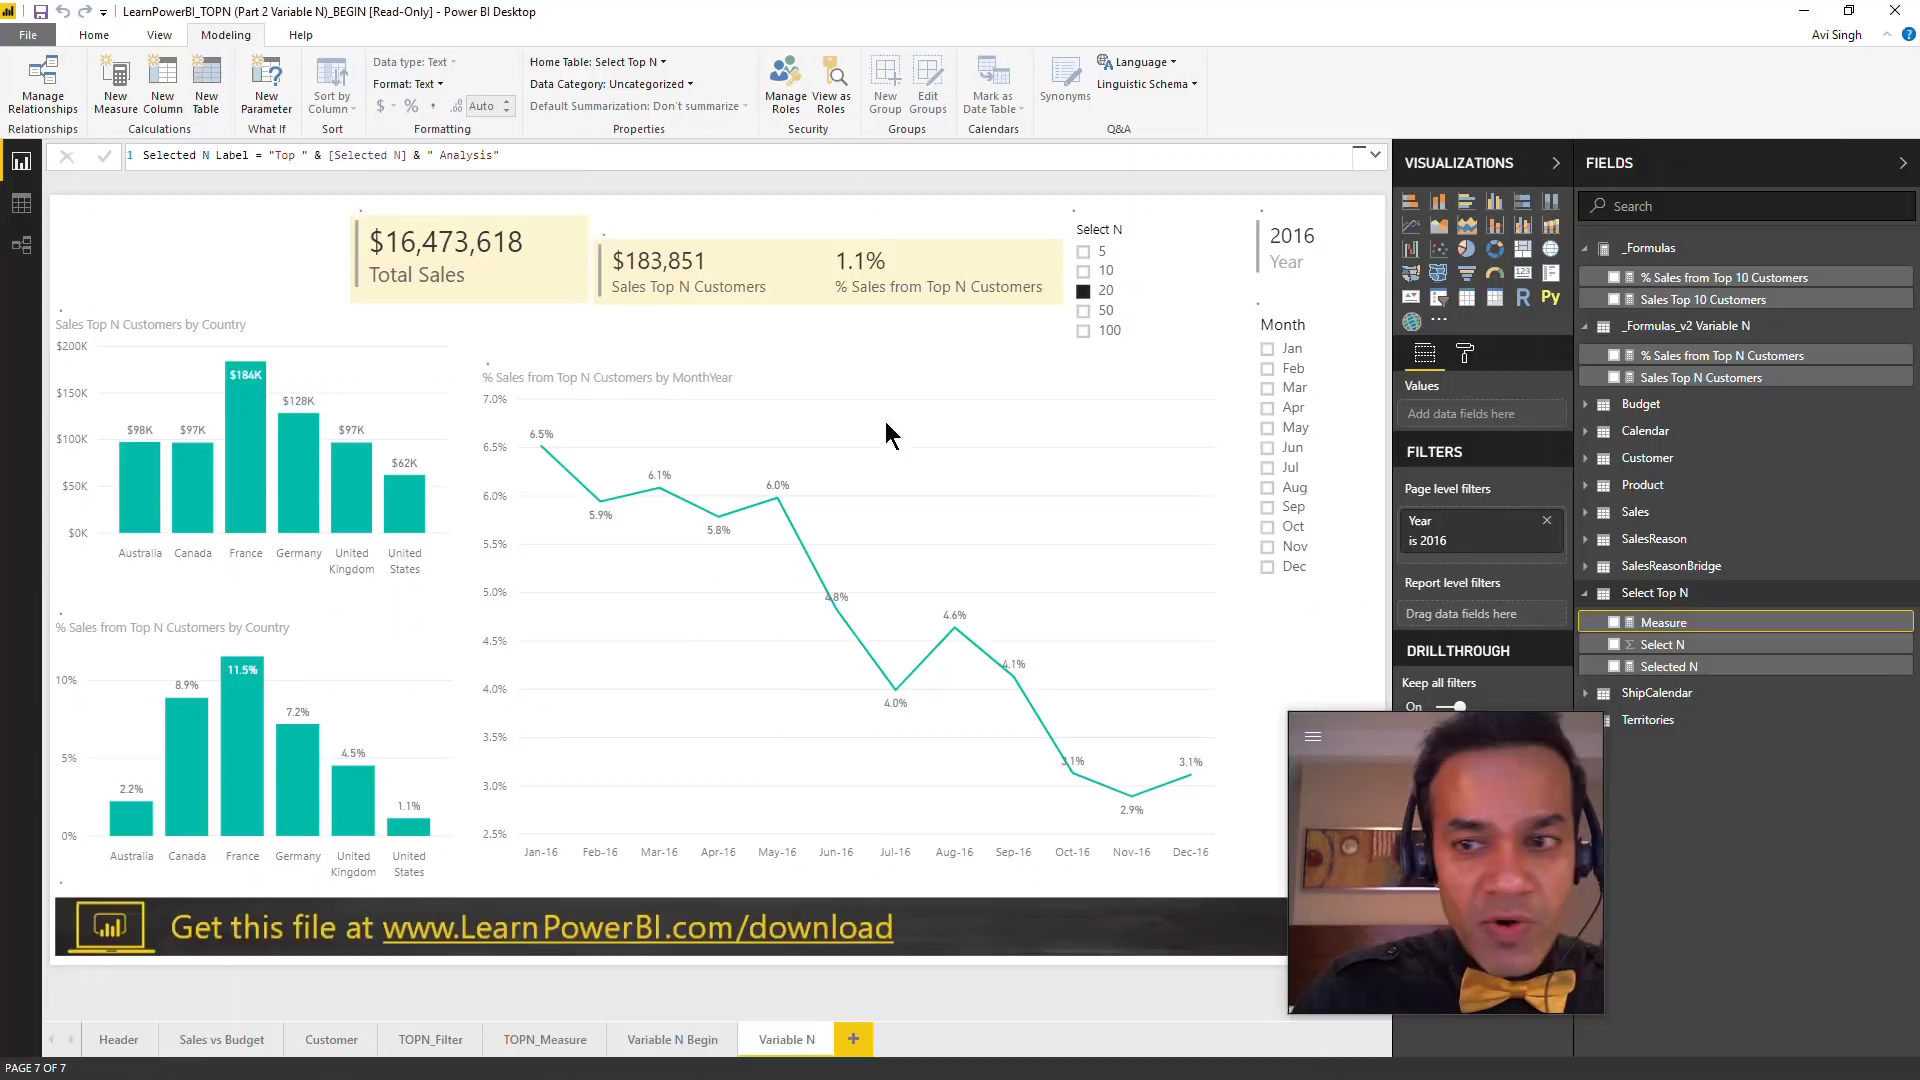 LearnPowerBI_TOPN (Part 2 Variable N)_BEGIN [Read-Only] - Power BI Desktop
File
Home
View
Modeling
Help
Avi Singh
Manage
Relationships
New
Measure
New
Column
New
Table
New
Parameter
Sort by
Column
Data type: Text
Format: Text
$ % , .00 Auto
Home Table: Select Top N
Data Category: Uncategorized
Default Summarization: Don't summarize
Manage
Roles
View as
Roles
New
Group
Edit
Groups
Mark as
Date Table
Synonyms
Language
Linguistic Schema
Relationships
Calculations
What If
Sort
Formatting
Properties
Security
Groups
Calendars
Q&A
1 Selected N Label = "Top " & [Selected N] & " Analysis"
$16,473,618
Total Sales
$183,851
Sales Top N Customers
1.1%
% Sales from Top N Customers
Select N
5
10
20
50
100
2016
Year
Month
Jan
Feb
Mar
Apr
May
Jun
Jul
Aug
Sep
Oct
Nov
Dec
Sales Top N Customers by Country
$200K
$150K
$100K
$50K
$0K
$98K
$97K
$184K
$128K
$97K
$62K
Australia
Canada
France
Germany
United
Kingdom
United
States
% Sales from Top N Customers by Country
10%
5%
0%
2.2%
8.9%
11.5%
7.2%
4.5%
1.1%
Australia
Canada
France
Germany
United
Kingdom
United
States
% Sales from Top N Customers by MonthYear
7.0%
6.5%
6.0%
5.5%
5.0%
4.5%
4.0%
3.5%
3.0%
2.5%
6.5%
5.9%
6.1%
5.8%
6.0%
4.8%
4.0%
4.6%
4.1%
3.1%
2.9%
3.1%
Jan-16
Feb-16
Mar-16
Apr-16
May-16
Jun-16
Jul-16
Aug-16
Sep-16
Oct-16
Nov-16
Dec-16
Get this file at www.LearnPowerBI.com/download
VISUALIZATIONS
R
Py
Values
Add data fields here
FILTERS
Page level filters
Year
is 2016
Report level filters
Drag data fields here
DRILLTHROUGH
Keep all filters
On
FIELDS
Search
_Formulas
% Sales from Top 10 Customers
Sales Top 10 Customers
_Formulas_v2 Variable N
% Sales from Top N Customers
Sales Top N Customers
Budget
Calendar
Customer
Product
Sales
SalesReason
SalesReasonBridge
Select Top N
Measure
Select N
Selected N
ShipCalendar
Territories
Header
Sales vs Budget
Customer
TOPN_Filter
TOPN_Measure
Variable N Begin
Variable N
PAGE 7 OF 7